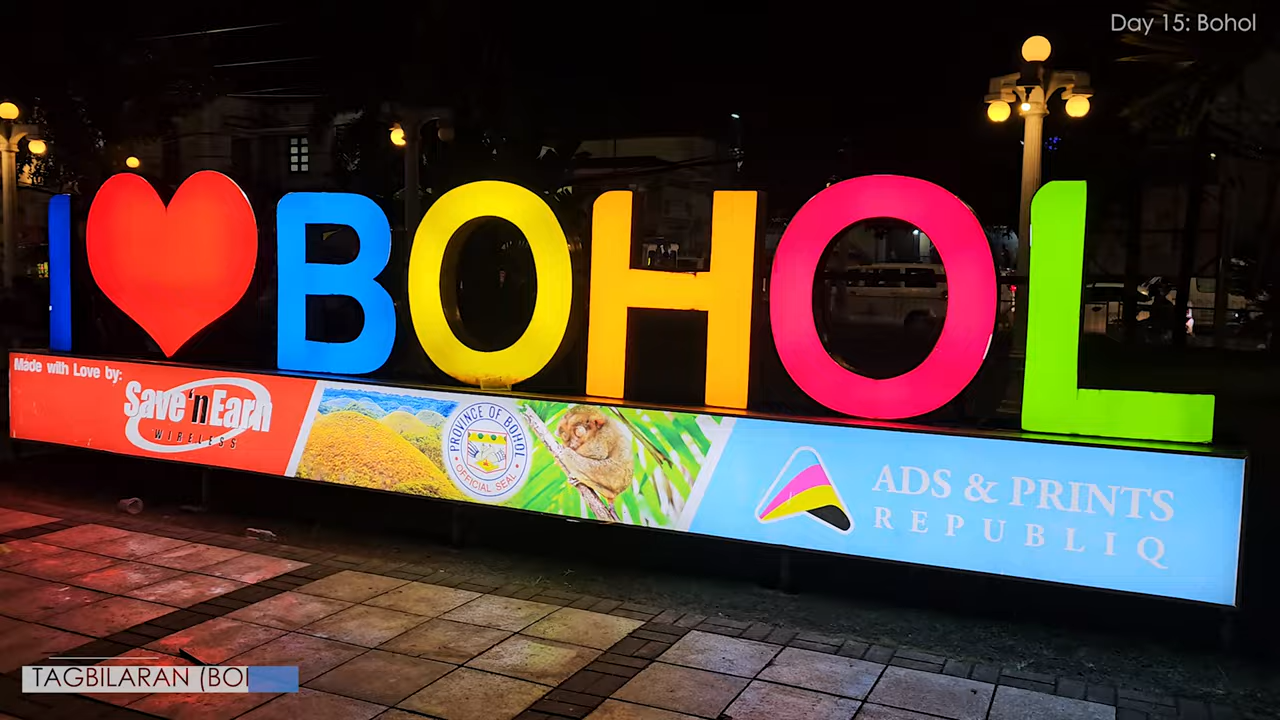 Day 15: Bohol
I ❤ BOHOL
Made with Love by:
Save 'n Earn
WIRELESS
PROVINCE OF BOHOL
OFFICIAL SEAL
ADS & PRINTS
REPUBLIQ
TAGBILARAN (BO